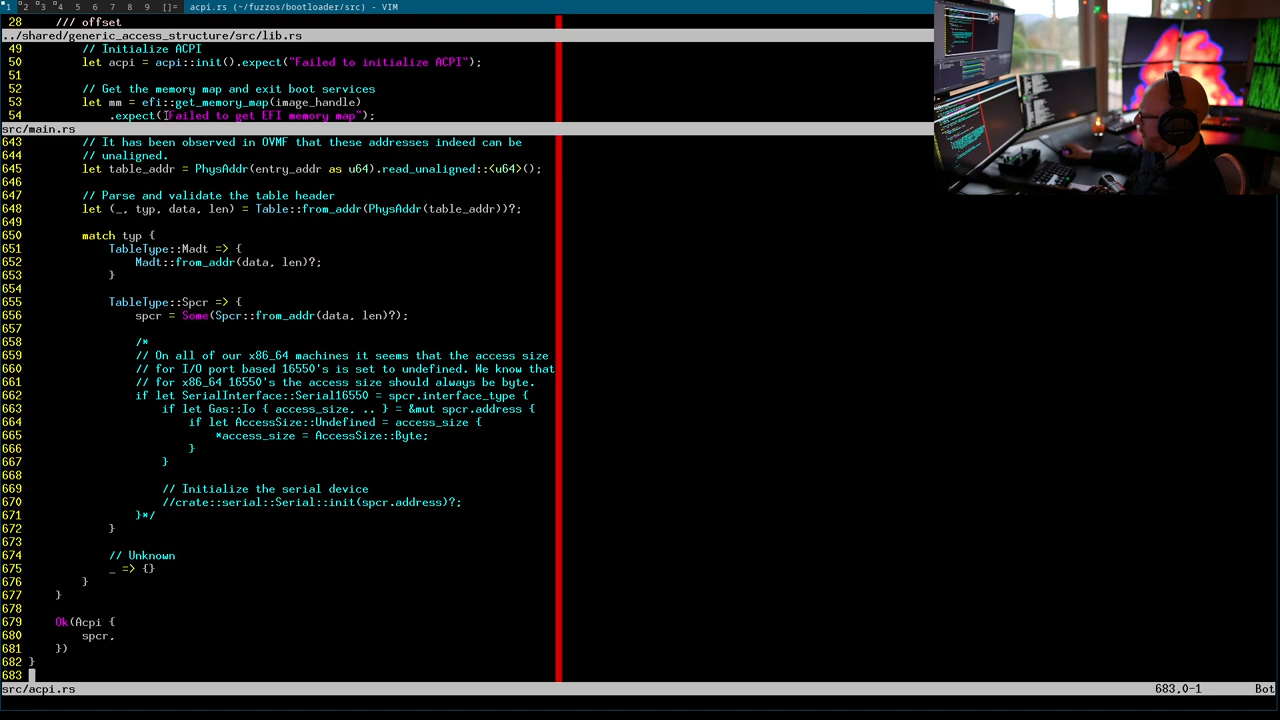 1 2 3 4 5 6 7 8 9 []= acpi.rs (~/fuzzos/bootloader/src) - VIM
28 /// offset
../shared/generic_access_structure/src/lib.rs
49 // Initialize ACPI
50 let acpi = acpi::init().expect("Failed to initialize ACPI");
51
52 // Get the memory map and exit boot services
53 let mm = efi::get_memory_map(image_handle)
54 .expect("Failed to get EFI memory map");
src/main.rs
643 // It has been observed in OVMF that these addresses indeed can be
644 // unaligned.
645 let table_addr = PhysAddr(entry_addr as u64).read_unaligned::<u64>();
646
647 // Parse and validate the table header
648 let (_, typ, data, len) = Table::from_addr(PhysAddr(table_addr))?;
649
650 match typ {
651 TableType::Madt => {
652 Madt::from_addr(data, len)?;
653 }
654
655 TableType::Spcr => {
656 spcr = Some(Spcr::from_addr(data, len)?);
657
658 /*
659 // On all of our x86_64 machines it seems that the access size
660 // for I/O port based 16550's is set to undefined. We know that
661 // for x86_64 16550's the access size should always be byte.
662 if let SerialInterface::Serial16550 = spcr.interface_type {
663 if let Gas::Io { access_size, .. } = &mut spcr.address {
664 if let AccessSize::Undefined = access_size {
665 *access_size = AccessSize::Byte;
666 }
667 }
668
669 // Initialize the serial device
670 //crate::serial::Serial::init(spcr.address)?;
671 }*/
672 }
673
674 // Unknown
675 _ => {}
676 }
677 }
678
679 Ok(Acpi {
680 spcr,
681 })
682 }
683
src/acpi.rs 683,0-1 Bot